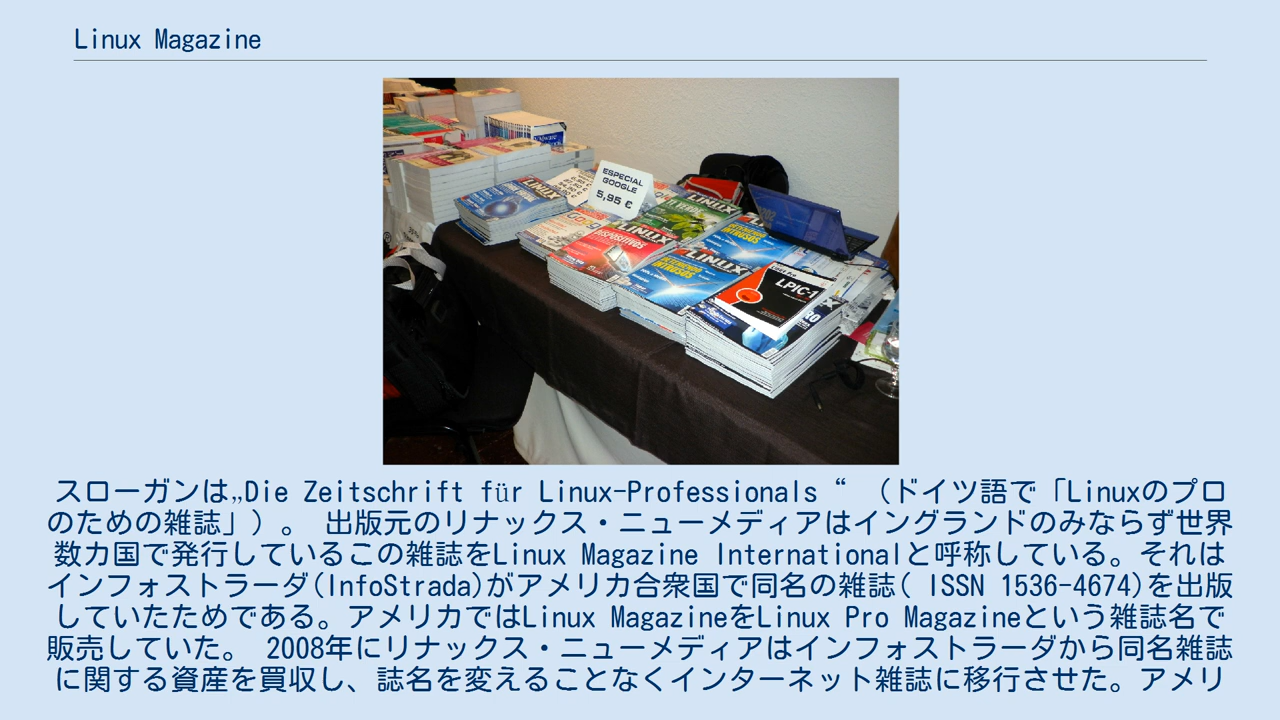 Linux Magazine
ESPECIAL
GOOGLE
5,95 €
LINUX
LINUX
LINUX
DISPOSITIVOS
LINUX
DETENIENDO
INTRUSOS
INTRUSOS
LPIC-1
スローガンは„Die Zeitschrift für Linux-Professionals “ （ドイツ語で「Linuxのプロ
のための雑誌」）。 出版元のリナックス・ニューメディアはイングランドのみならず世界
数カ国で発行しているこの雑誌をLinux Magazine Internationalと呼称している。それは
インフォストラーダ(InfoStrada)がアメリカ合衆国で同名の雑誌( ISSN 1536-4674)を出版
していたためである。アメリカではLinux MagazineをLinux Pro Magazineという雑誌名で
販売していた。 2008年にリナックス・ニューメディアはインフォストラーダから同名雑誌
に関する資産を買収し、誌名を変えることなくインターネット雑誌に移行させた。アメリ